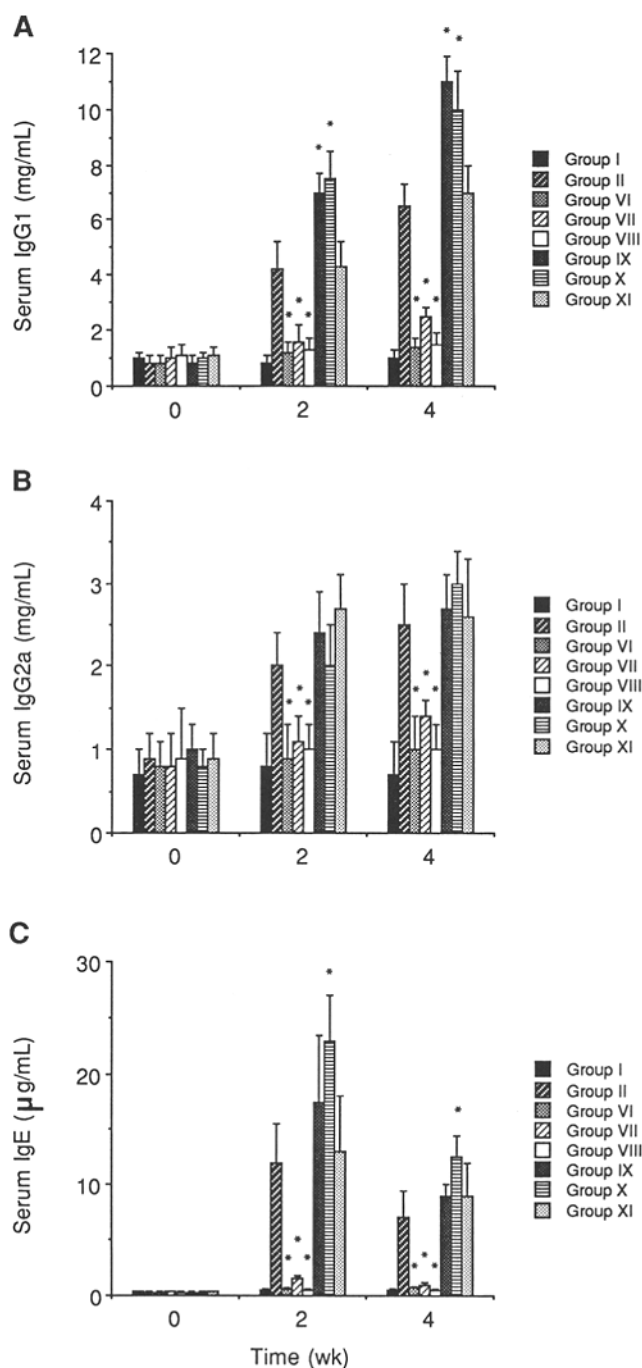 A
Serum IgG1 (mg/mL)
12
10
8
6
4
2
0
* * * * * * * * * *
0 2 4
Group I
Group II
Group VI
Group VII
Group VIII
Group IX
Group X
Group XI
B
Serum IgG2a (mg/mL)
4
3
2
1
0
* * * * * *
0 2 4
Group I
Group II
Group VI
Group VII
Group VIII
Group IX
Group X
Group XI
C
Serum IgE (µg/mL)
30
20
10
0
* * * * * * * *
0 2 4
Time (wk)
Group I
Group II
Group VI
Group VII
Group VIII
Group IX
Group X
Group XI